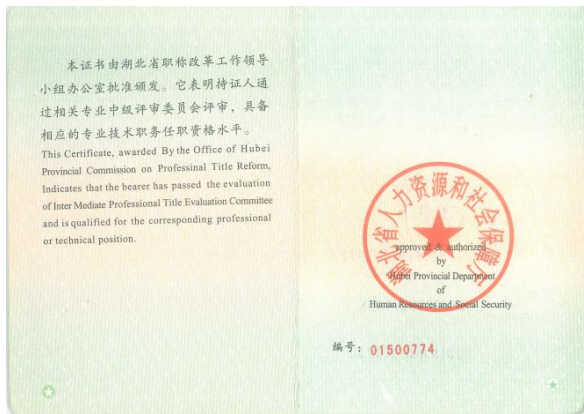 本证书由湖北省职称改革工作领导
小组办公室批准颁发。它表明持证人通
过相关专业中级评审委员会评审，具备
相应的专业技术职务任职资格水平。
This Certificate, awarded By the Office of Hubei
Provincial Commission on Professinal Title Reform,
Indicates that the bearer has passed the evaluation
of Inter Mediate Professional Title Evaluation Committee
and is qualified for the corresponding professional
or technical position.
湖北省人力资源和社会保障厅
approved & authorized
by
Hubei Provincial Department
of
Human Resources and Social Security
编号：01500774